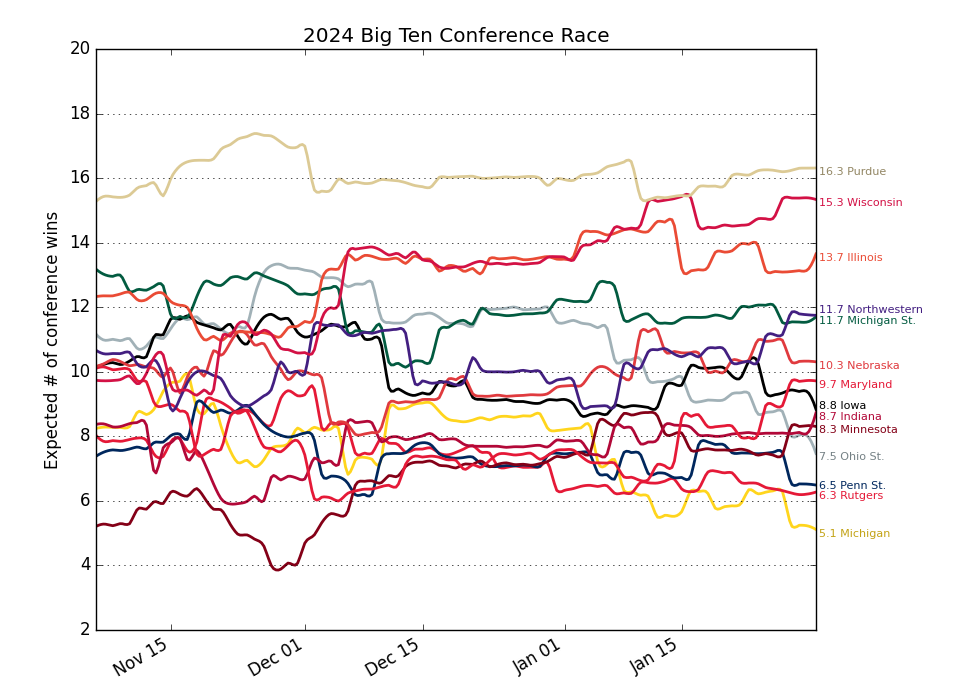 2024 Big Ten Conference Race
Expected # of conference wins
20
18
16
14
12
10
8
6
4
2
Nov 15
Dec 01
Dec 15
Jan 01
Jan 15
16.3 Purdue
15.3 Wisconsin
13.7 Illinois
11.7 Northwestern
11.7 Michigan St.
10.3 Nebraska
9.7 Maryland
8.8 Iowa
8.7 Indiana
8.3 Minnesota
7.5 Ohio St.
6.5 Penn St.
6.3 Rutgers
5.1 Michigan